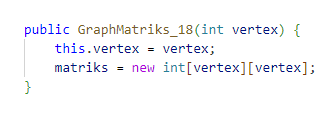 public GraphMatriks_18(int vertex) {
    this.vertex = vertex;
    matriks = new int[vertex][vertex];
}